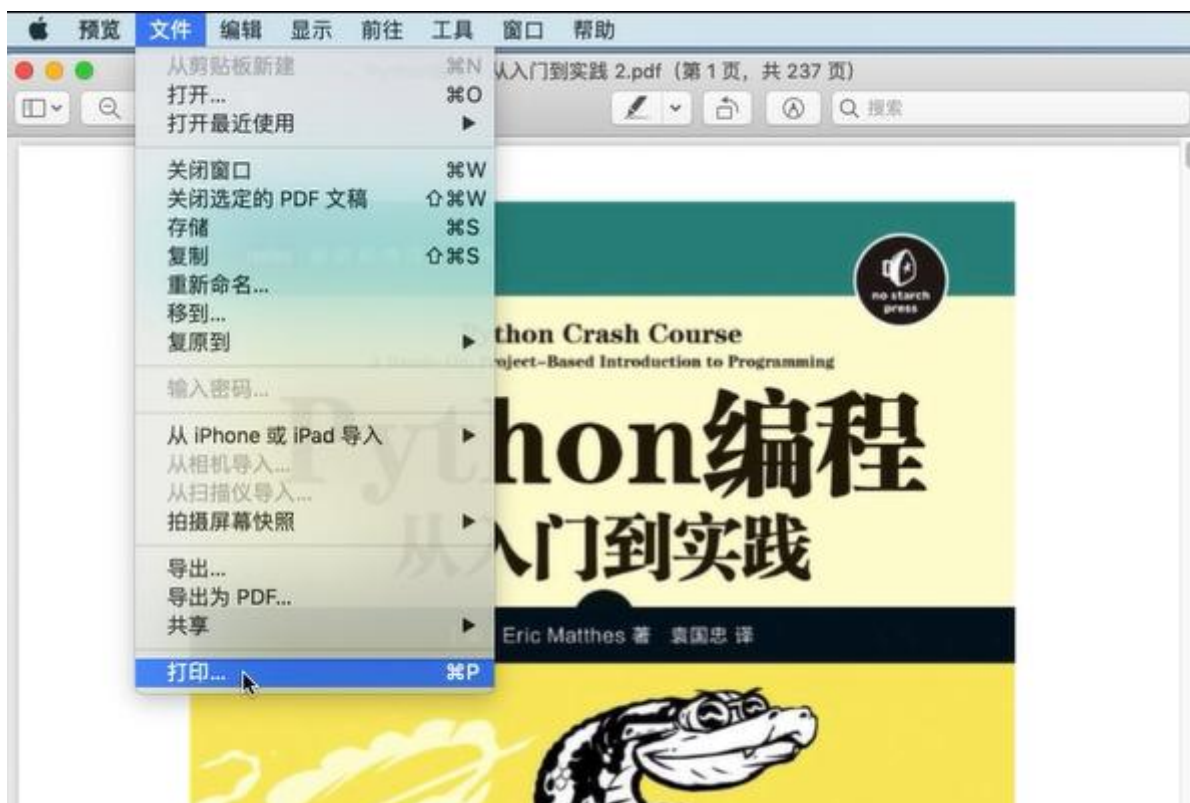 预览 文件 编辑 显示 前往 工具 窗口 帮助
从剪贴板新建 ⌘N
从入门到实践 2.pdf（第 1 页，共 237 页）
打开... ⌘O
搜索
打开最近使用 ▶
关闭窗口 ⌘W
关闭选定的 PDF 文稿 ⇧⌘W
存储 ⌘S
复制 ⇧⌘S
重新命名...
移到...
复原到 ▶
输入密码...
从 iPhone 或 iPad 导入 ▶
从相机导入...
从扫描仪导入...
拍摄屏幕快照 ▶
导出...
导出为 PDF...
共享 ▶
打印... ⌘P
no starch
press
Python Crash Course
Project-Based Introduction to Programming
Python编程
从入门到实践
Eric Matthes 著 袁国忠 译